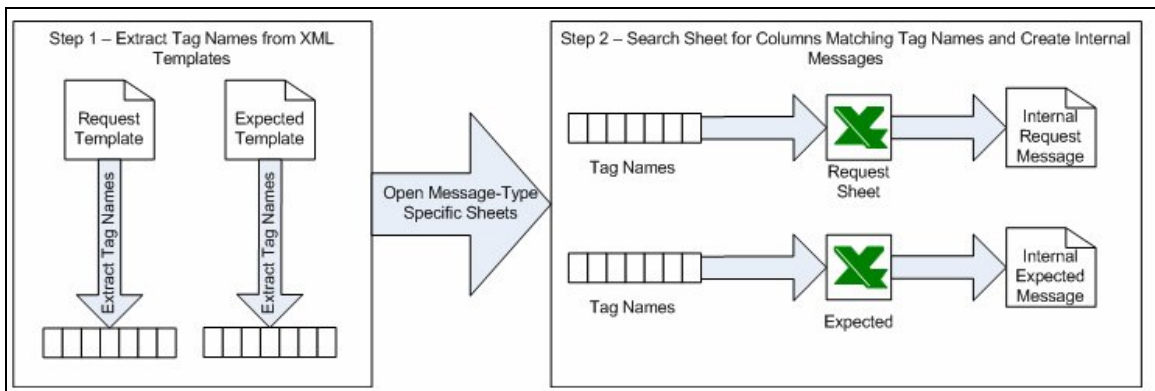 Step 1 – Extract Tag Names from XML
Templates
Request
Template
Expected
Template
Extract Tag Names
Extract Tag Names
Open Message-Type
Specific Sheets
Step 2 – Search Sheet for Columns Matching Tag Names and Create Internal
Messages
Tag Names
Request
Sheet
Internal
Request
Message
Tag Names
Expected
Internal
Expected
Message